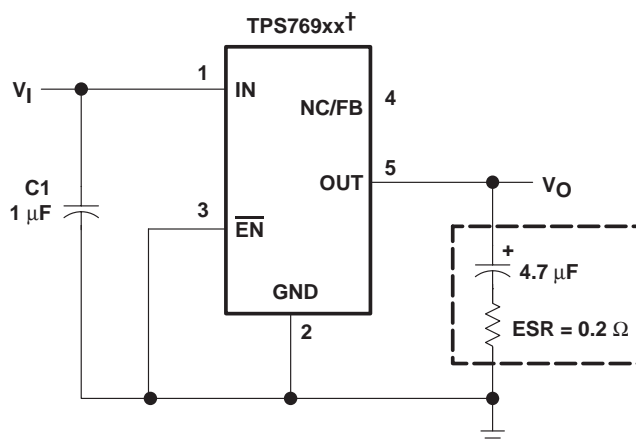 TPS769xx†
1
V_I
IN
4
NC/FB
5
OUT
V_O
C1
1 μF
3
E̅N̅
+
4.7 μF
GND
2
ESR = 0.2 Ω